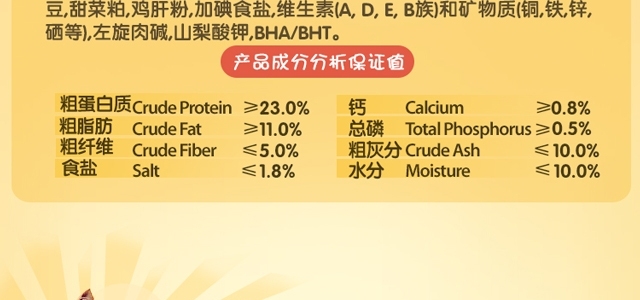 豆,甜菜粕,鸡肝粉,加碘食盐,维生素(A, D, E, B族)和矿物质(铜,铁,锌,
硒等),左旋肉碱,山梨酸钾,BHA/BHT。
产品成分分析保证值
粗蛋白质 Crude Protein ≥23.0% 钙 Calcium ≥0.8%
粗脂肪 Crude Fat ≥11.0% 总磷 Total Phosphorus ≥0.5%
粗纤维 Crude Fiber ≤5.0% 粗灰分 Crude Ash ≤10.0%
食盐 Salt ≤1.8% 水分 Moisture ≤10.0%